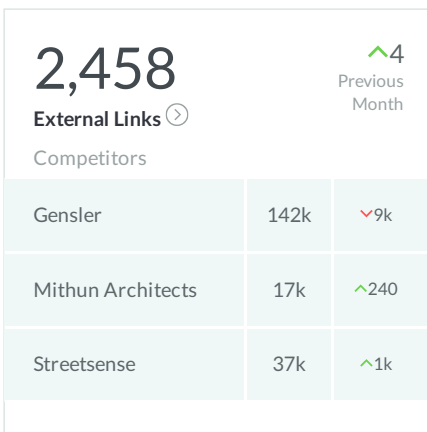 2,458
4
External Links
Previous
Month
Competitors
Gensler 142k 9k
Mithun Architects 17k 240
Streetsense 37k 1k